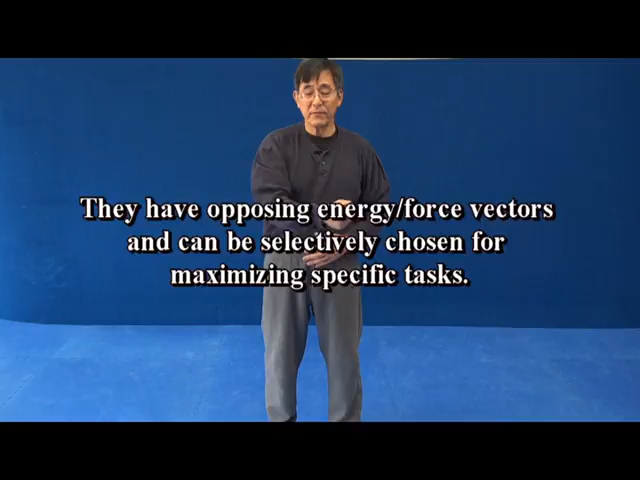 They have opposing energy/force vectors
and can be selectively chosen for
maximizing specific tasks.